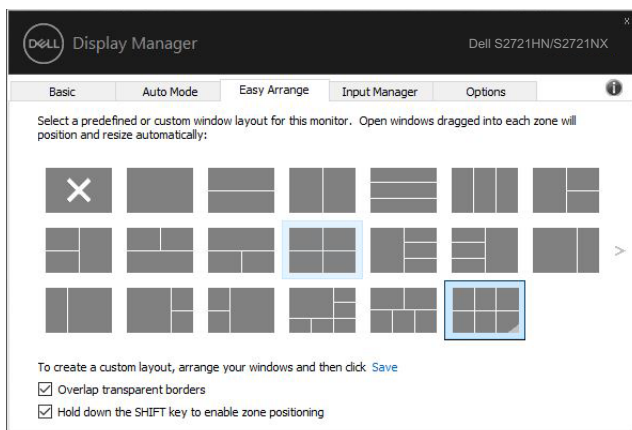 DELL Display Manager
Dell S2721HN/S2721NX
x
Basic
Auto Mode
Easy Arrange
Input Manager
Options
Select a predefined or custom window layout for this monitor. Open windows dragged into each zone will
position and resize automatically:
To create a custom layout, arrange your windows and then click Save
Overlap transparent borders
Hold down the SHIFT key to enable zone positioning